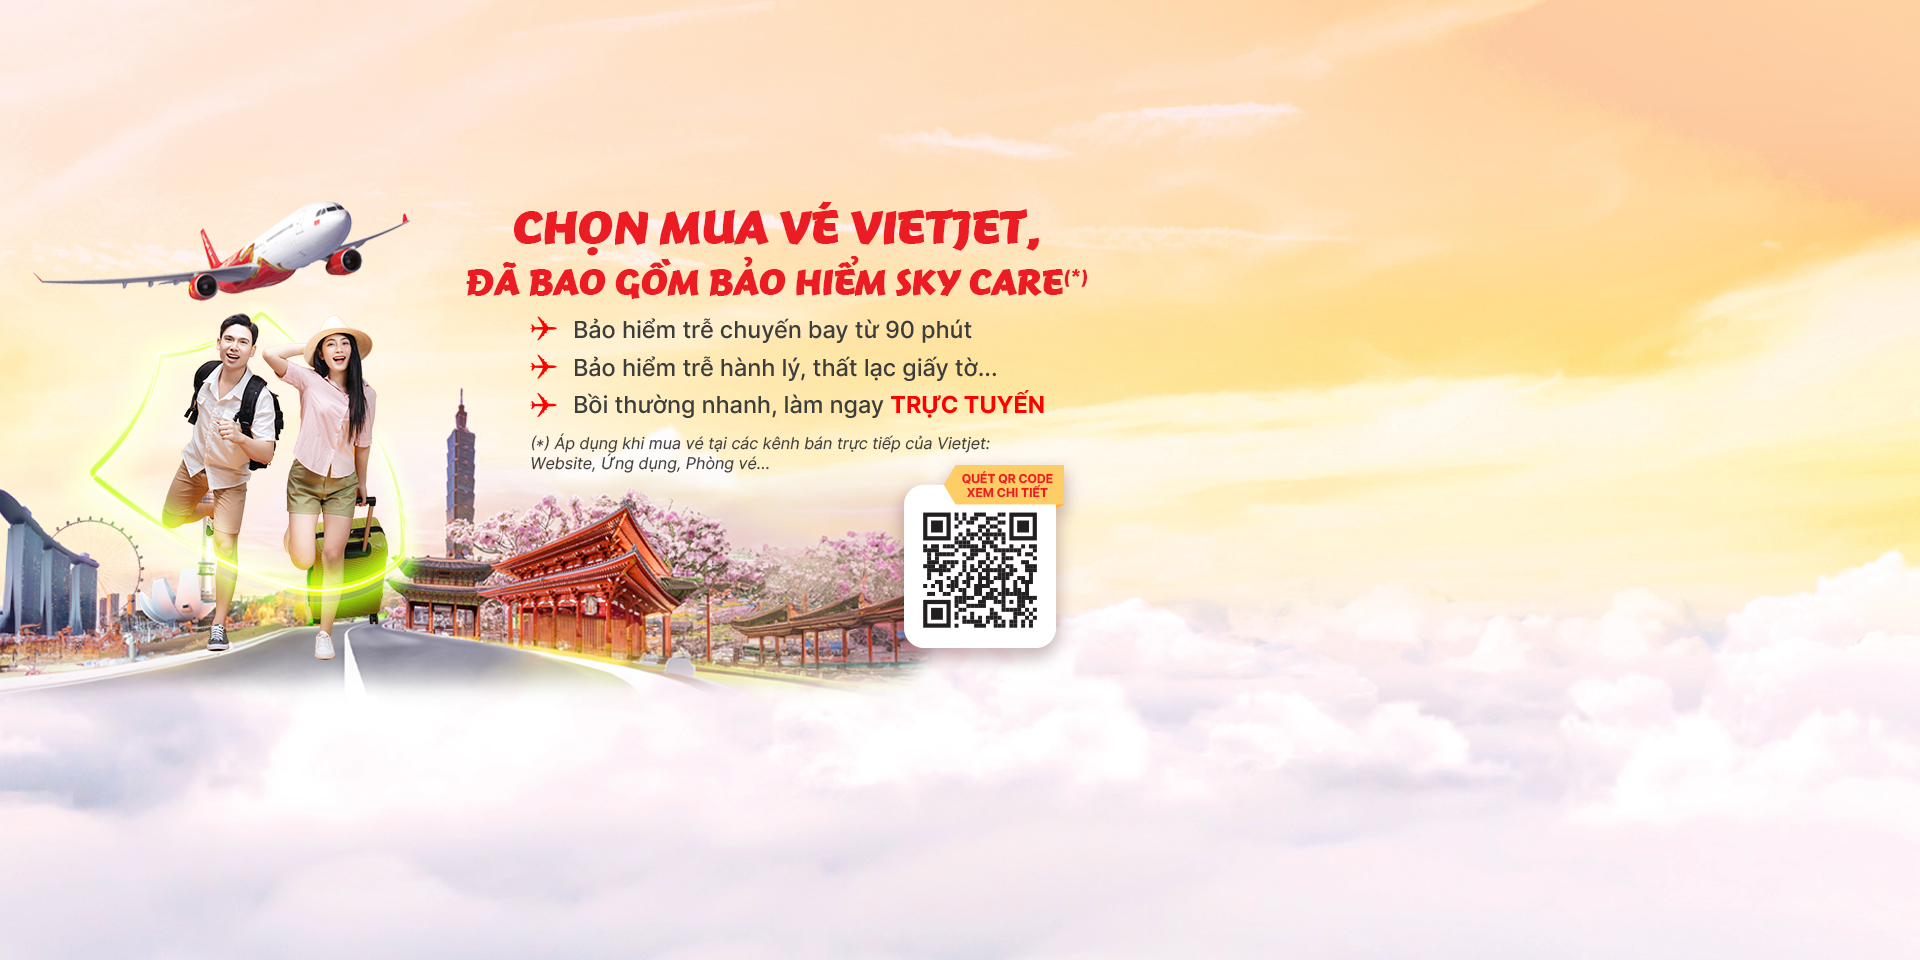 CHỌN MUA VÉ VIETJET,
ĐÃ BAO GỒM BẢO HIỂM SKY CARE(*)
Bảo hiểm trễ chuyến bay từ 90 phút
Bảo hiểm trễ hành lý, thất lạc giấy tờ...
Bồi thường nhanh, làm ngay TRỰC TUYẾN
(*) Áp dụng khi mua vé tại các kênh bán trực tiếp của Vietjet:
Website, Ứng dụng, Phòng vé...
QUÉT QR CODE
XEM CHI TIẾT